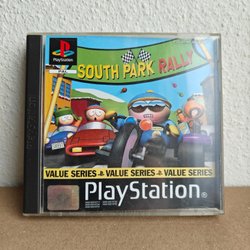 PlayStation
PAL
SOUTH PARK RALLY
VALUE SERIES VALUE SERIES VALUE SERIES
PlayStation